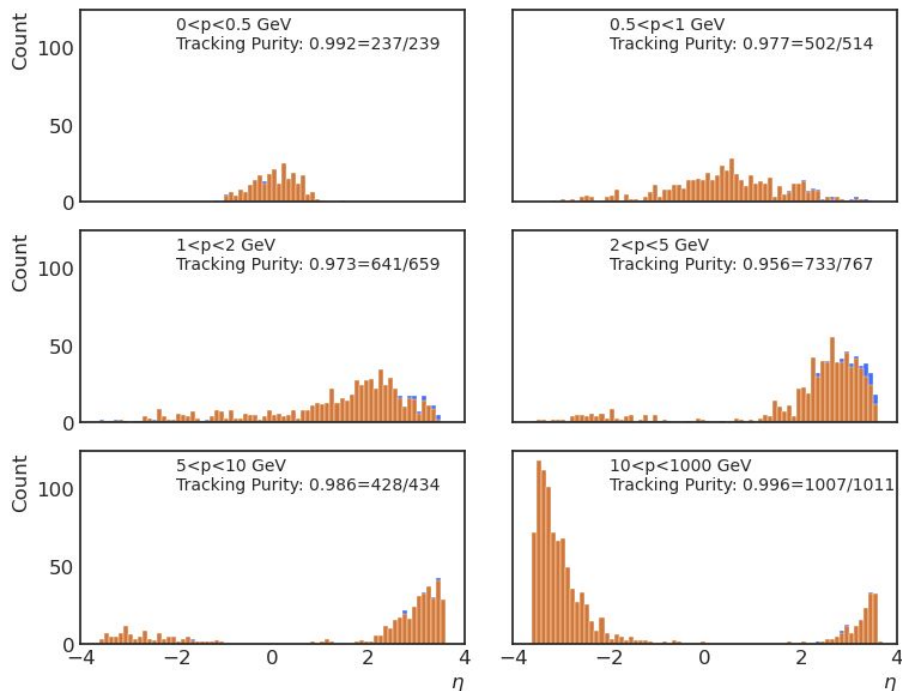 0<p<0.5 GeV
Tracking Purity: 0.992=237/239
Count
100
50
0
0.5<p<1 GeV
Tracking Purity: 0.977=502/514
1<p<2 GeV
Tracking Purity: 0.973=641/659
Count
100
50
0
2<p<5 GeV
Tracking Purity: 0.956=733/767
5<p<10 GeV
Tracking Purity: 0.986=428/434
Count
100
50
0
−4 −2 0 2 4
η
10<p<1000 GeV
Tracking Purity: 0.996=1007/1011
−4 −2 0 2 4
η